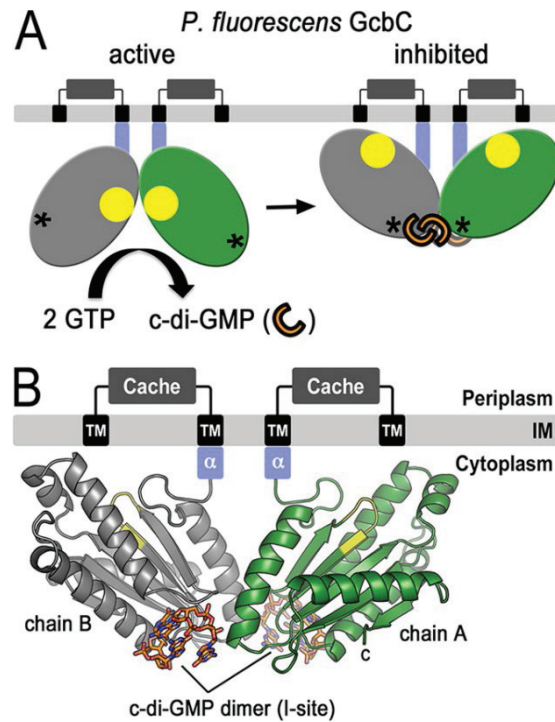 A
P. fluorescens GcbC
active
inhibited
*
*
*
*
2 GTP
c-di-GMP ( )
B
Cache
Cache
Periplasm
TM
TM
TM
TM
IM
α
α
Cytoplasm
chain B
chain A
C
c-di-GMP dimer (I-site)